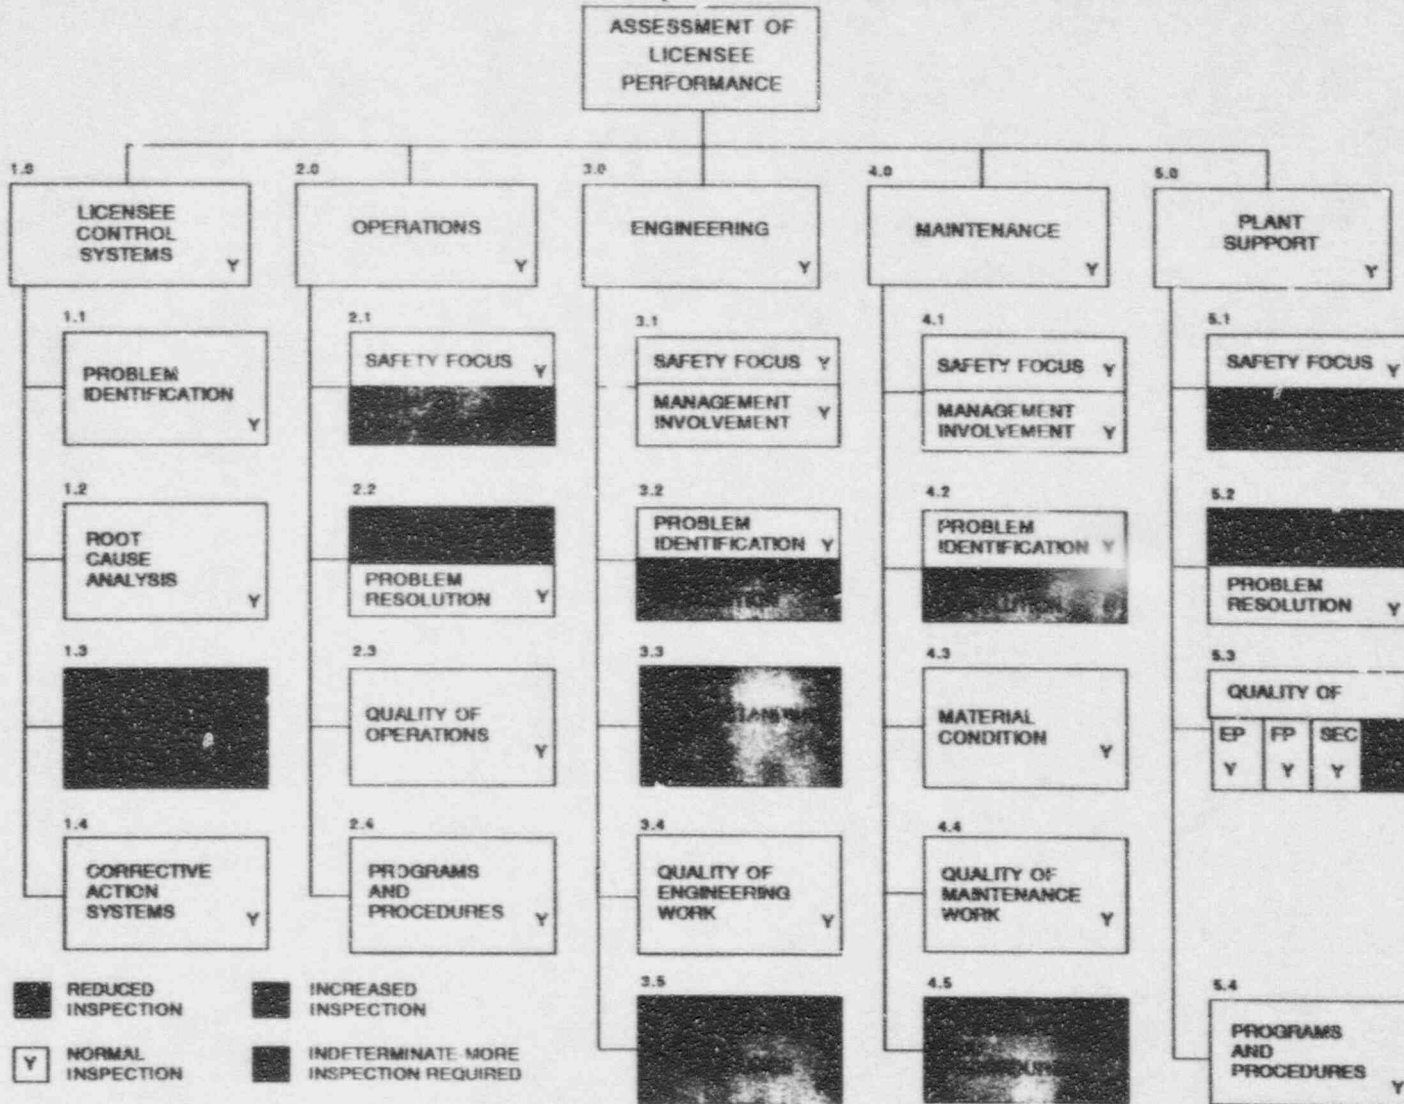 ASSESSMENT OF
LICENSEE
PERFORMANCE
1.0
LICENSEE
CONTROL
SYSTEMS
Y
1.1
PROBLEM
IDENTIFICATION
Y
1.2
ROOT
CAUSE
ANALYSIS
Y
1.3
1.4
CORRECTIVE
ACTION
SYSTEMS
Y
2.0
OPERATIONS
Y
2.1
SAFETY FOCUS Y
2.2
PROBLEM
RESOLUTION Y
2.3
QUALITY OF
OPERATIONS
Y
2.4
PROGRAMS
AND
PROCEDURES
Y
3.0
ENGINEERING
Y
3.1
SAFETY FOCUS Y
MANAGEMENT
INVOLVEMENT Y
3.2
PROBLEM
IDENTIFICATION Y
3.3
3.4
QUALITY OF
ENGINEERING
WORK
Y
3.5
4.0
MAINTENANCE
Y
4.1
SAFETY FOCUS Y
MANAGEMENT
INVOLVEMENT Y
4.2
PROBLEM
IDENTIFICATION Y
4.3
MATERIAL
CONDITION
Y
4.4
QUALITY OF
MAINTENANCE
WORK
Y
4.5
5.0
PLANT
SUPPORT
Y
5.1
SAFETY FOCUS Y
5.2
PROBLEM
RESOLUTION Y
5.3
QUALITY OF
EP FP SEC
Y Y Y
5.4
PROGRAMS
AND
PROCEDURES
Y
REDUCED
INSPECTION
INCREASED
INSPECTION
Y NORMAL
INSPECTION
INDETERMINATE MORE
INSPECTION REQUIRED